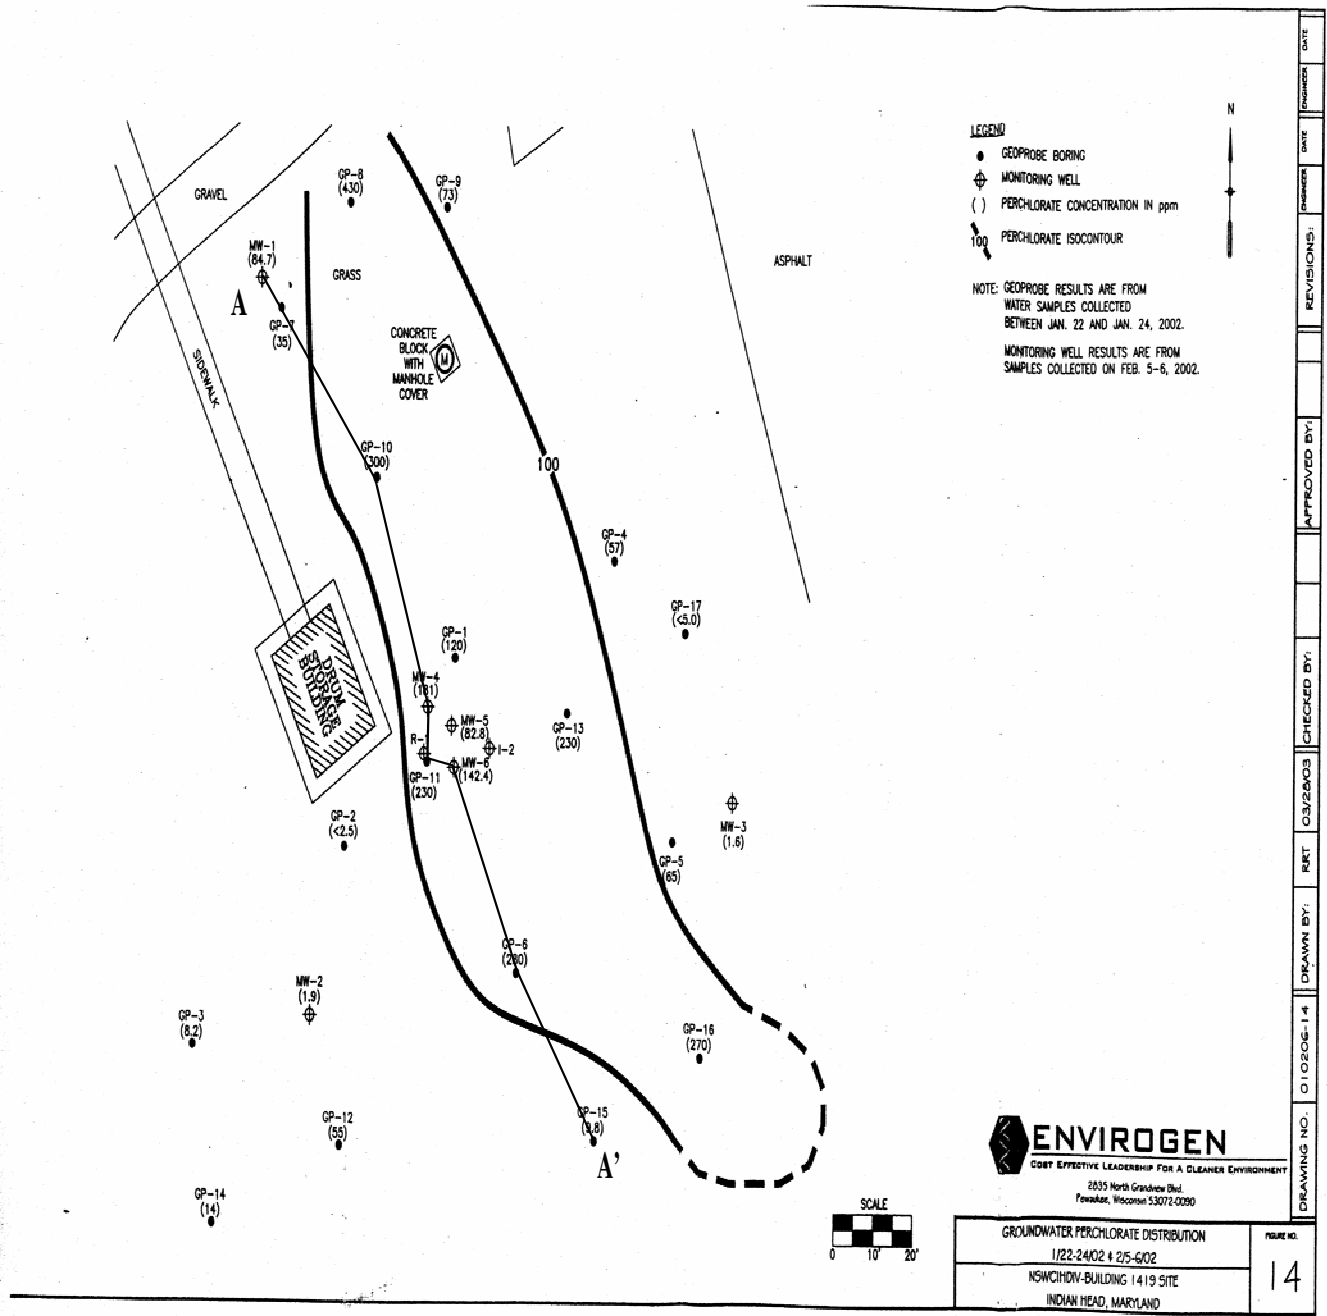 GRAVEL
GP-8
(430)
GP-9
(73)
MW-1
(84.7)
GRASS
A
GP-7
(35)
SIDEWALK
CONCRETE
BLOCK
WITH
MANHOLE
COVER
M
ASPHALT
GP-10
(300)
100
GP-4
(57)
GP-17
(<5.0)
GP-1
(120)
MW-4
(181)
MW-5
(82.8)
GP-13
(230)
R-1
I-2
MW-6
(142.4)
GP-11
(230)
DRUM
STORAGE
BUILDING
GP-2
(<2.5)
MW-3
(1.6)
GP-5
(65)
GP-6
MW-2
(1.9)
GP-3
(8.2)
GP-16
(270)
GP-12
(55)
GP-15
A'
GP-14
(14)
LEGEND
GEOPROBE BORING
MONITORING WELL
( ) PERCHLORATE CONCENTRATION IN ppm
100 PERCHLORATE ISOCONTOUR
NOTE: GEOPROBE RESULTS ARE FROM
WATER SAMPLES COLLECTED
BETWEEN JAN. 22 AND JAN. 24, 2002.
MONITORING WELL RESULTS ARE FROM
SAMPLES COLLECTED ON FEB. 5-6, 2002.
N
SCALE
0 10' 20'
ENVIROGEN
COST EFFECTIVE LEADERSHIP FOR A CLEANER ENVIRONMENT
2835 North Grandview Blvd.
Pewaukee, Wisconsin 53072-0090
GROUNDWATER PERCHLORATE DISTRIBUTION
1/22-24/02 & 2/5-6/02
NSWCIHDIV-BUILDING 1419 SITE
INDIAN HEAD, MARYLAND
FIGURE NO.
14
DRAWING NO. 010206-14
DRAWN BY: RRT 03/28/03
CHECKED BY:
APPROVED BY:
REVISIONS:
ENGINEER DATE
ENGINEER DATE